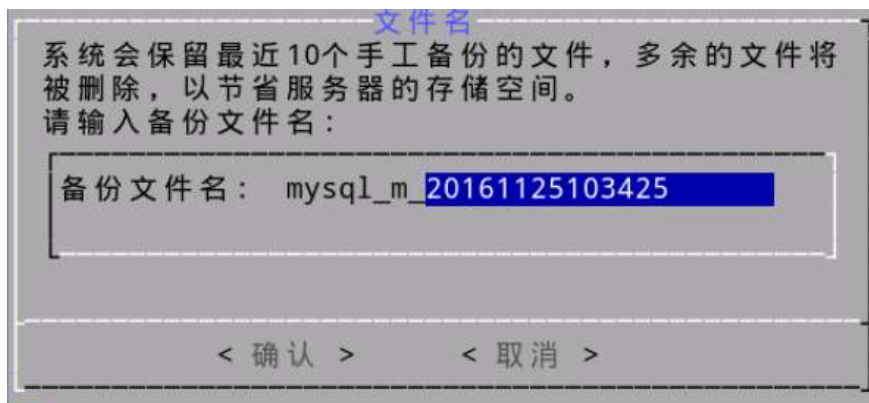 文件名
系统会保留最近10个手工备份的文件，多余的文件将
被删除，以节省服务器的存储空间。
请输入备份文件名：
备份文件名： mysql_m_20161125103425
< 确认 > < 取消 >